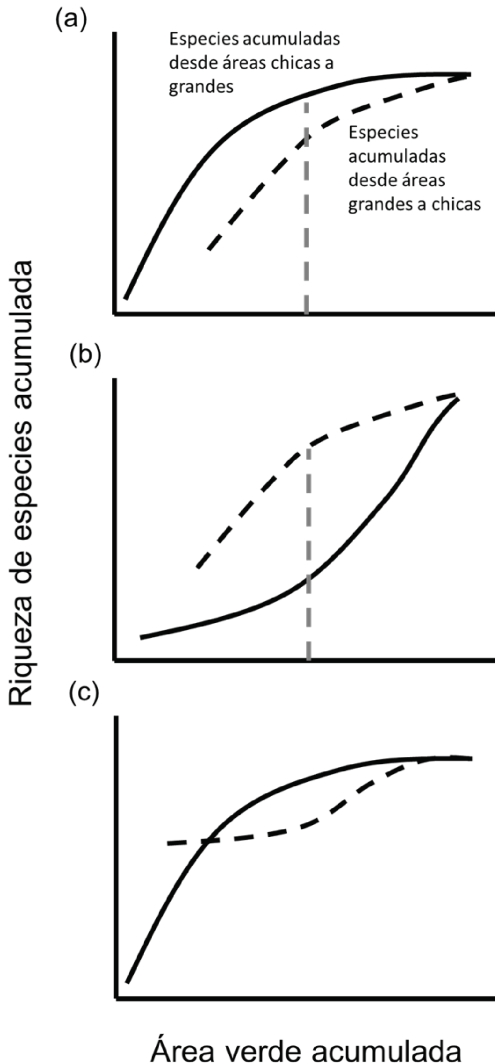 (a)
Especies acumuladas
desde áreas chicas a
grandes
Especies
acumuladas
desde áreas
grandes a chicas
(b)
Riqueza de especies acumulada
(c)
Área verde acumulada